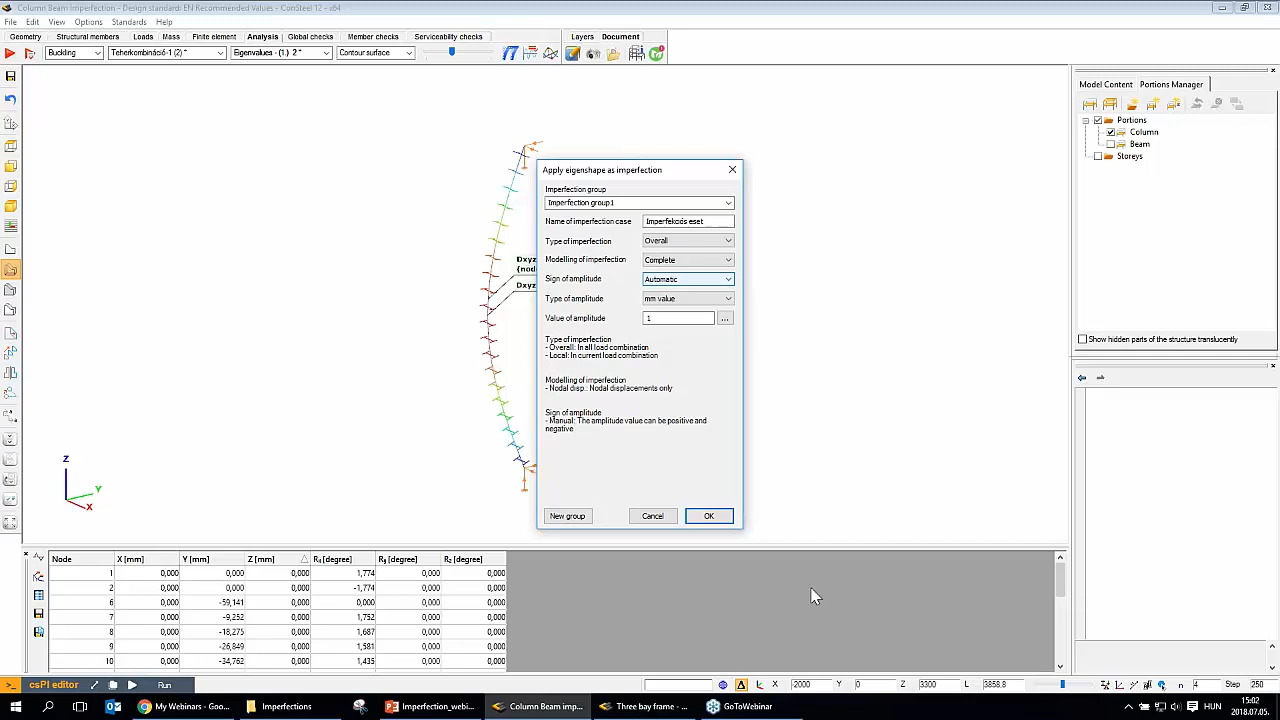 Column Beam Imperfection - Design standard: EN Recommended Values - ConSteel 12 - x64
File Edit View Options Standards Help
Geometry Structural members Loads Mass Finite element Analysis Global checks Member checks Serviceability checks Layers Document
Buckling Teherkombináció-1 (2) * Eigenvalues - (1.) 2 * Contour surface
Model Content Portions Manager
Portions
Column
Beam
Storeys
Show hidden parts of the structure translucently
Dxyz
{nod
Dxyz
Z
Y
X
Apply eigenshape as imperfection
Imperfection group
Imperfection group1
Name of imperfection case Imperfekciós eset
Type of imperfection Overall
Modelling of imperfection Complete
Sign of amplitude Automatic
Type of amplitude mm value
Value of amplitude 1 ...
Type of imperfection
- Overall: In all load combination
- Local: In current load combination
Modelling of imperfection
- Nodal disp.: Nodal displacements only
Sign of amplitude
- Manual: The amplitude value can be positive and
negative
New group Cancel OK
Node X [mm] Y [mm] Z [mm] Rx [degree] Ry [degree] Rz [degree]
1 0,000 0,000 0,000 1,774 0,000 0,000
2 0,000 0,000 0,000 -1,774 0,000 0,000
6 0,000 -59,141 0,000 0,000 0,000 0,000
7 0,000 -9,252 0,000 1,752 0,000 0,000
8 0,000 -18,275 0,000 1,687 0,000 0,000
9 0,000 -26,849 0,000 1,581 0,000 0,000
10 0,000 -34,762 0,000 1,435 0,000 0,000
csPI editor Run X -2000 Y 0 Z 3300 L 3858.8 n 4 Step 250
My Webinars - Goo... Imperfections Imperfection_webi... Column Beam imp... Three bay frame - ... GoToWebinar HUN 15:02
2018.07.05.